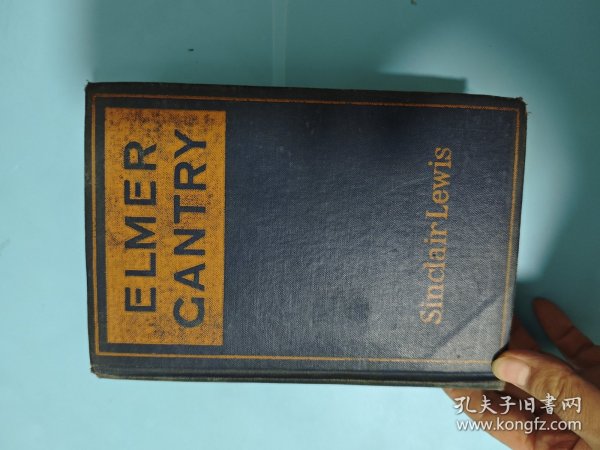 ELMER
GANTRY
Sinclair Lewis
孔夫子旧书网
www.kongfz.com